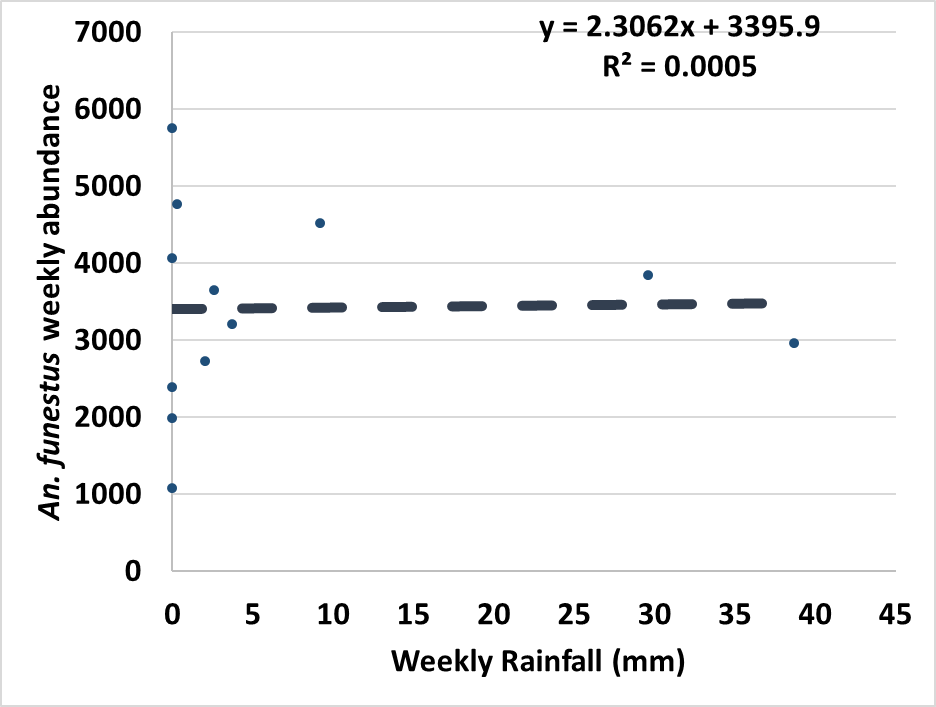 y = 2.3062x + 3395.9
R² = 0.0005
An. funestus weekly abundance
7000
6000
5000
4000
3000
2000
1000
0
0 5 10 15 20 25 30 35 40 45
Weekly Rainfall (mm)